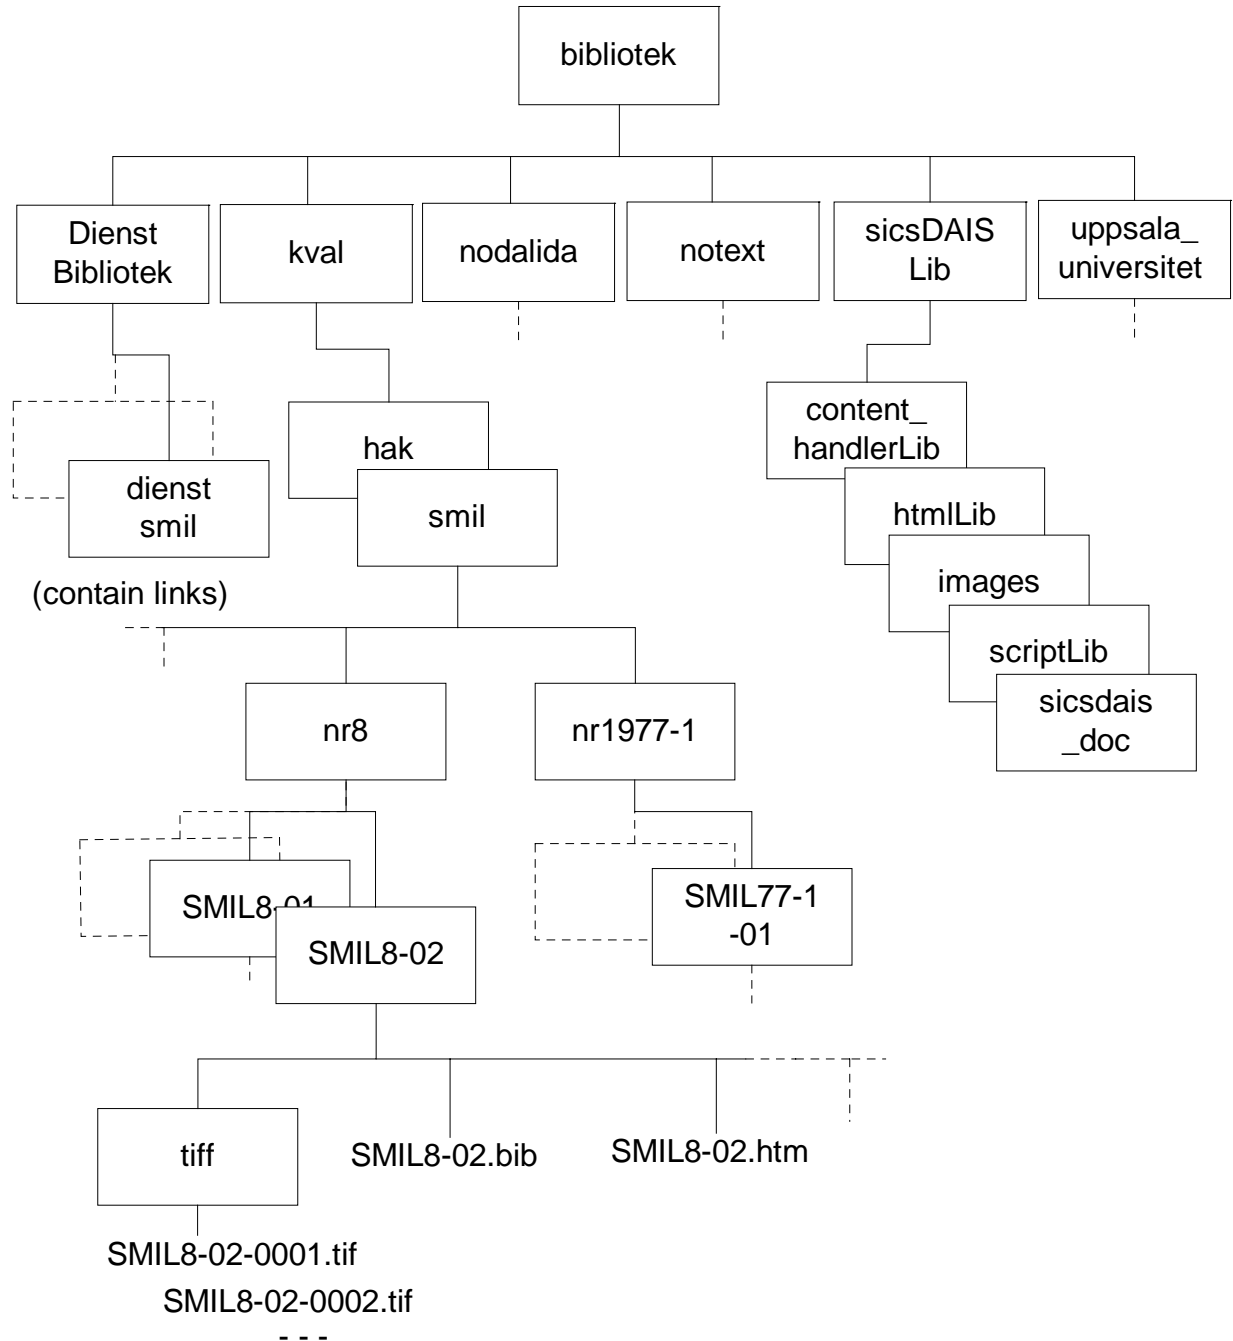 bibliotek
Dienst
Bibliotek
kval
nodalida
notext
sicsDAIS
Lib
uppsala_
universitet
hak
smil
dienst
smil
(contain links)
content_
handlerLib
htmlLib
images
scriptLib
sicsdais
_doc
nr8
nr1977-1
SMIL8-01
SMIL8-02
SMIL77-1
-01
tiff
SMIL8-02.bib
SMIL8-02.htm
SMIL8-02-0001.tif
SMIL8-02-0002.tif
- - -